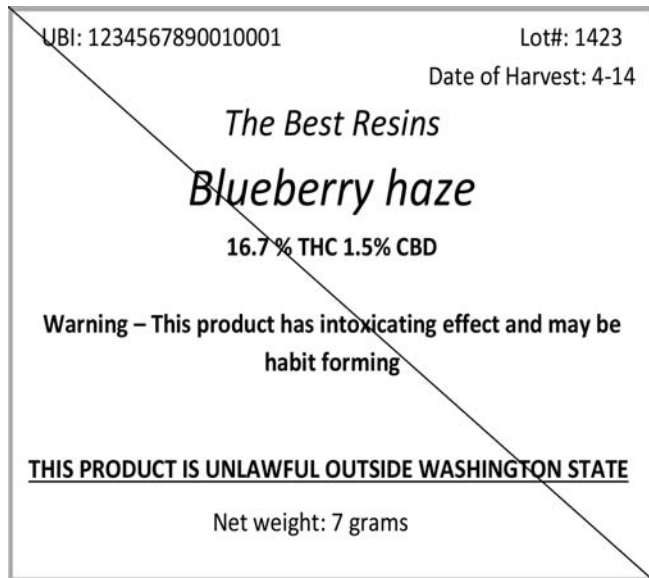 UBI: 1234567890010001 Lot#: 1423
Date of Harvest: 4-14
The Best Resins
Blueberry haze
16.7 % THC 1.5% CBD
Warning – This product has intoxicating effect and may be
habit forming
THIS PRODUCT IS UNLAWFUL OUTSIDE WASHINGTON STATE
Net weight: 7 grams